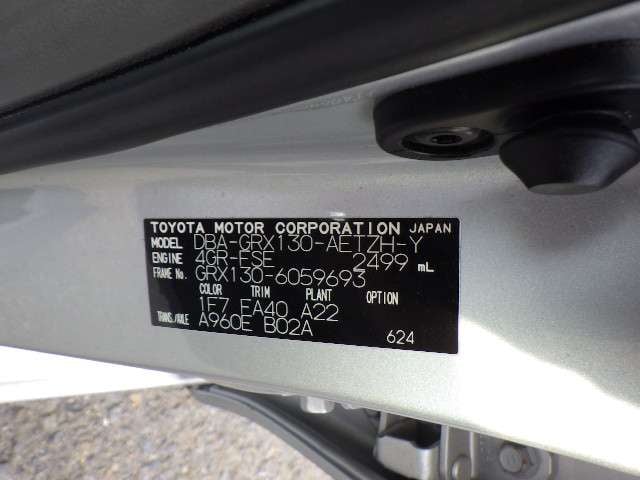 TOYOTA MOTOR CORPORATION JAPAN
MODEL DBA-GRX130-AETZH-Y
ENGINE 4GR-FSE 2499 mL
FRAME No. GRX130-6059693
COLOR TRIM PLANT OPTION
1F7 FA40 A22
TRANS./AXLE A960E B02A
624